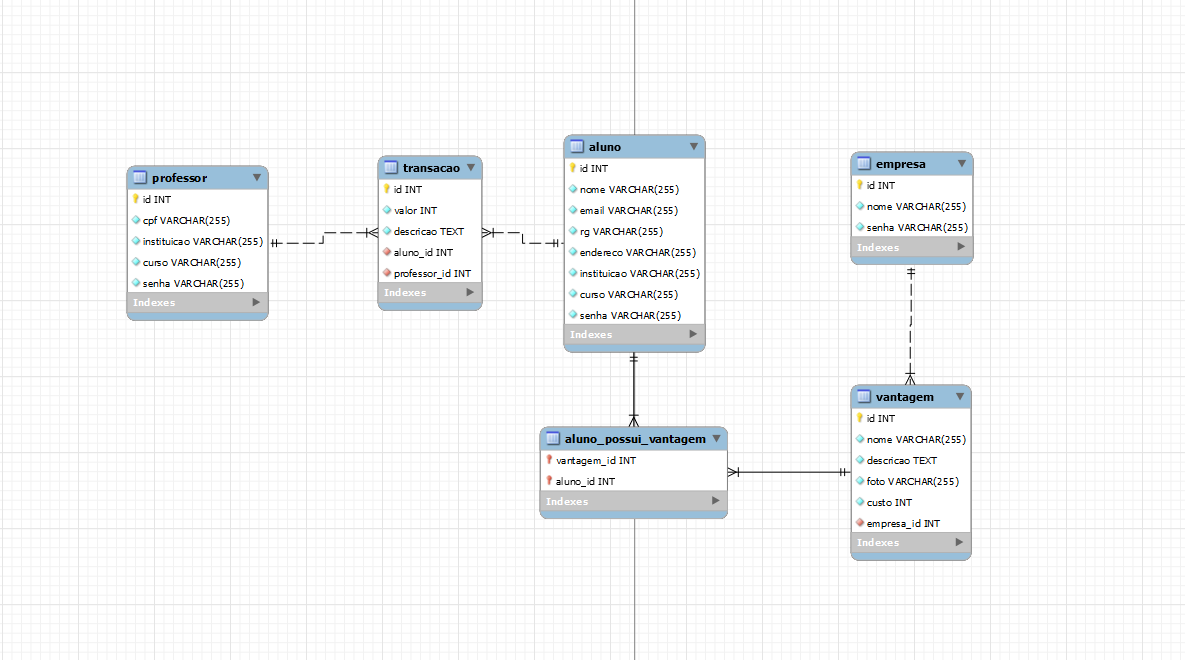 professor
id INT
cpf VARCHAR(255)
instituicao VARCHAR(255)
curso VARCHAR(255)
senha VARCHAR(255)
Indexes
transacao
id INT
valor INT
descricao TEXT
aluno_id INT
professor_id INT
Indexes
aluno
id INT
nome VARCHAR(255)
email VARCHAR(255)
rg VARCHAR(255)
endereco VARCHAR(255)
instituicao VARCHAR(255)
curso VARCHAR(255)
senha VARCHAR(255)
Indexes
empresa
id INT
nome VARCHAR(255)
senha VARCHAR(255)
Indexes
aluno_possui_vantagem
vantagem_id INT
aluno_id INT
Indexes
vantagem
id INT
nome VARCHAR(255)
descricao TEXT
foto VARCHAR(255)
custo INT
empresa_id INT
Indexes